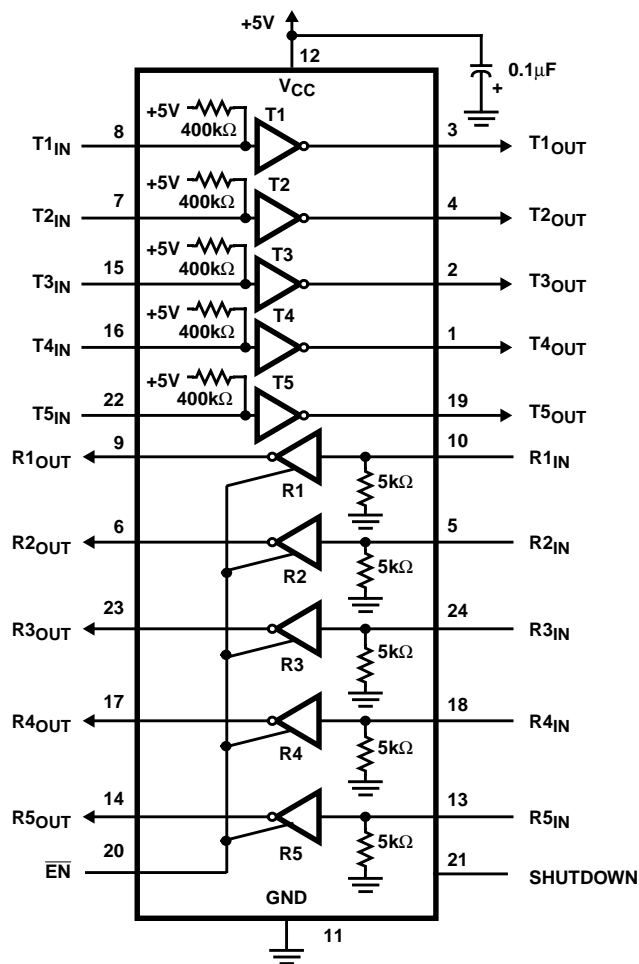 +5V
12
0.1μF
+
VCC
+5V
400kΩ
T1
T1IN
8
3
T1OUT
+5V
400kΩ
T2
T2IN
7
4
T2OUT
+5V
400kΩ
T3
T3IN
15
2
T3OUT
+5V
400kΩ
T4
T4IN
16
1
T4OUT
+5V
400kΩ
T5
T5IN
22
19
T5OUT
R1OUT
9
10
R1IN
R1
5kΩ
R2OUT
6
5
R2IN
R2
5kΩ
R3OUT
23
24
R3IN
R3
5kΩ
R4OUT
17
18
R4IN
R4
5kΩ
R5OUT
14
13
R5IN
R5
5kΩ
20
E̅N̅
21
SHUTDOWN
GND
11